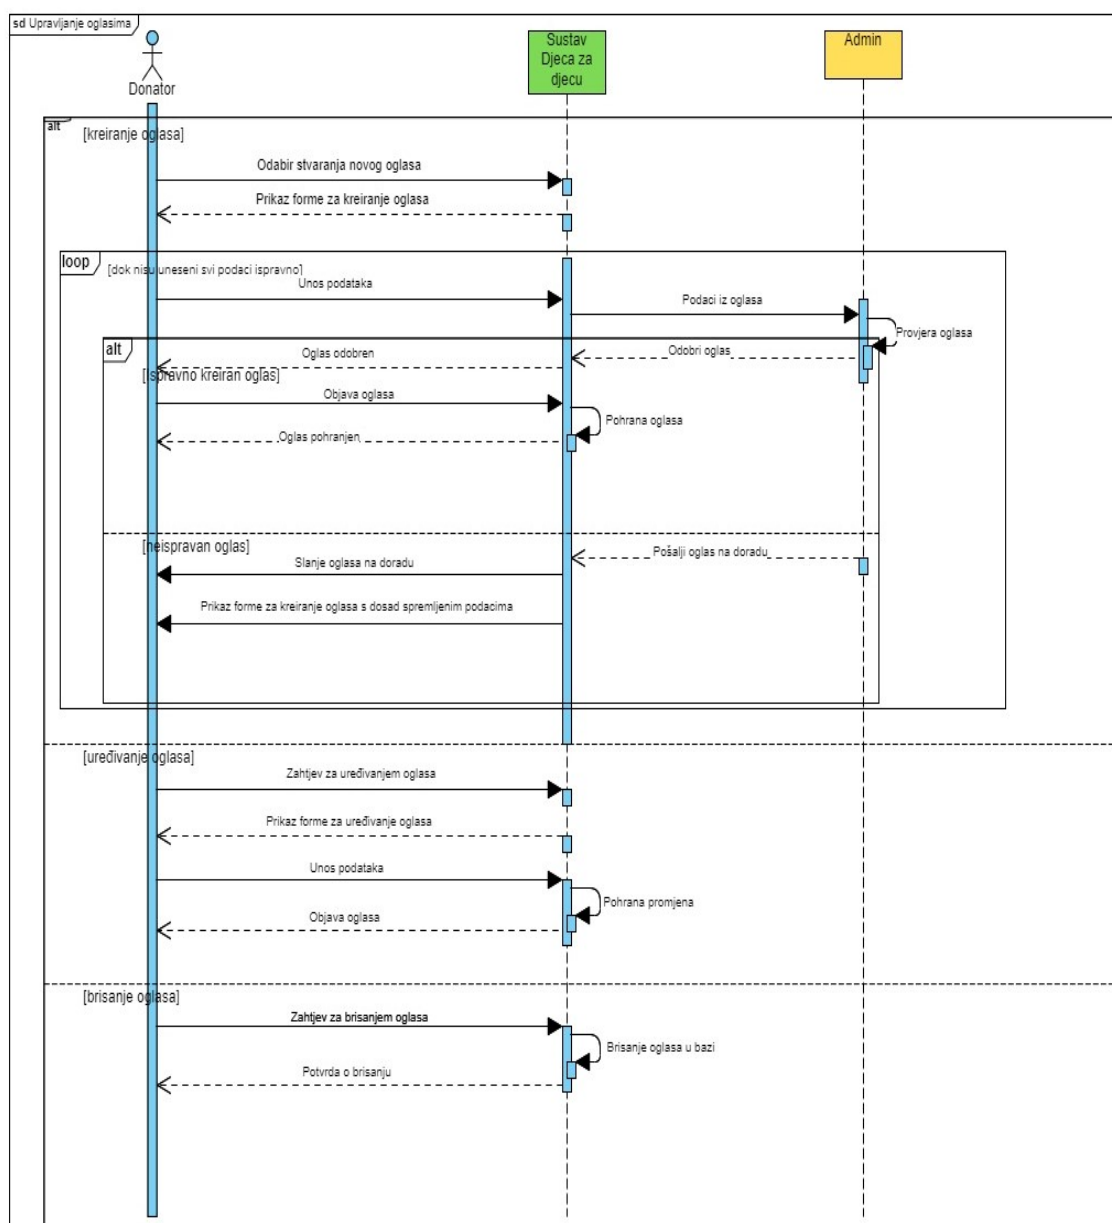 sd Upravljanje oglasima
Donator
Sustav
Djeca za
djecu
Admin
alt
[kreiranje oglasa]
Odabir stvaranja novog oglasa
Prikaz forme za kreiranje oglasa
loop
[dok nisu uneseni svi podaci ispravno]
Unos podataka
Podaci iz oglasa
Provjera oglasa
alt
Oglas odobren
Odobri oglas
[ispravno kreiran oglas]
Objava oglasa
Pohrana oglasa
Oglas pohranjen
[neispravan oglas]
Pošalji oglas na doradu
Slanje oglasa na doradu
Prikaz forme za kreiranje oglasa s dosad spremljenim podacima
[uređivanje oglasa]
Zahtjev za uređivanjem oglasa
Prikaz forme za uređivanje oglasa
Unos podataka
Pohrana promjena
Objava oglasa
[brisanje oglasa]
Zahtjev za brisanjem oglasa
Brisanje oglasa u bazi
Potvrda o brisanju